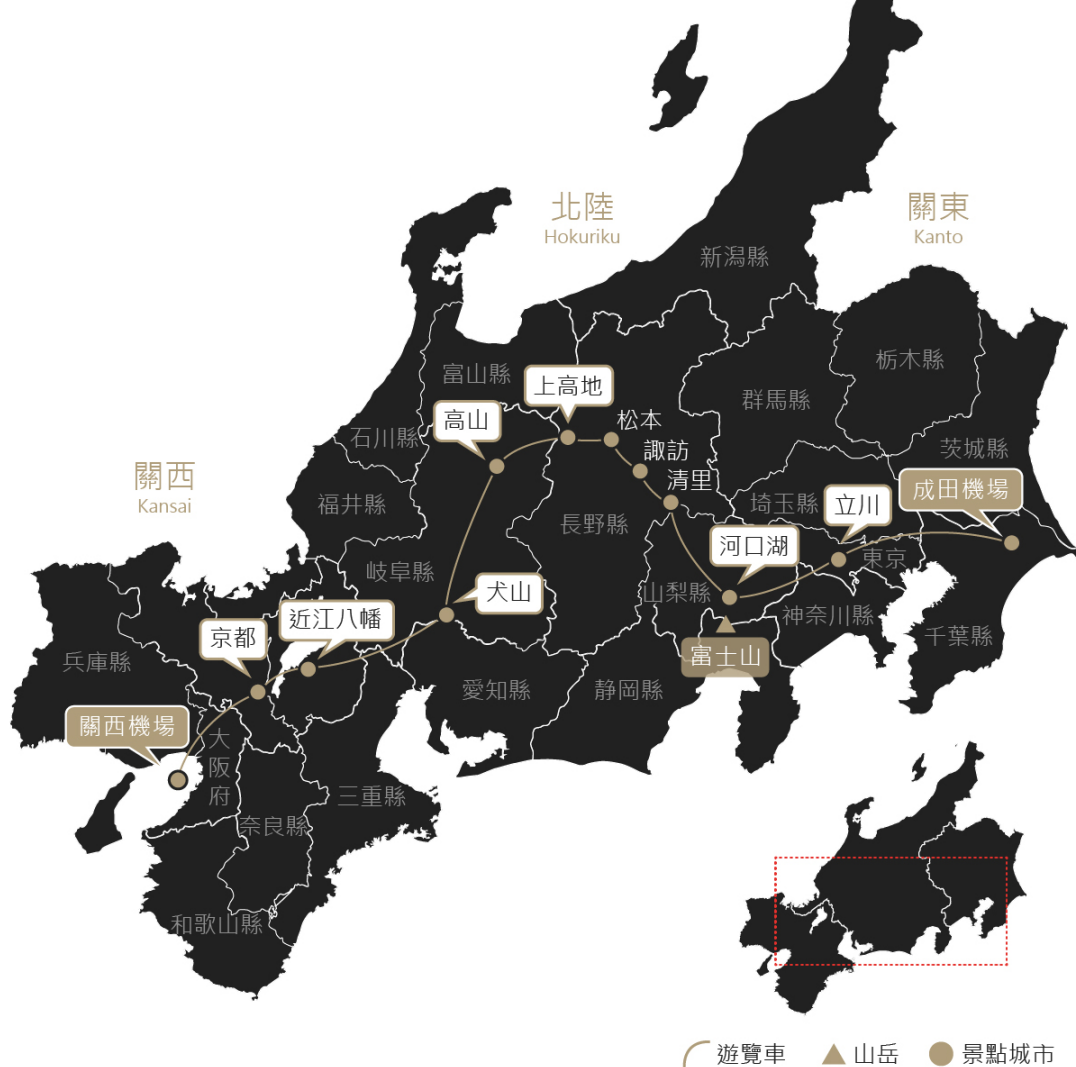 北陸
Hokuriku
關東
Kanto
新潟縣
栃木縣
富山縣
上高地
群馬縣
高山
松本
石川縣
諏訪
茨城縣
關西
Kansai
清里
成田機場
福井縣
埼玉縣
立川
長野縣
河口湖
東京
岐阜縣
犬山
山梨縣
近江八幡
神奈川縣
京都
千葉縣
兵庫縣
富士山
愛知縣
静岡縣
關西機場
大阪府
三重縣
奈良縣
和歌山縣
遊覽車
山岳
景點城市